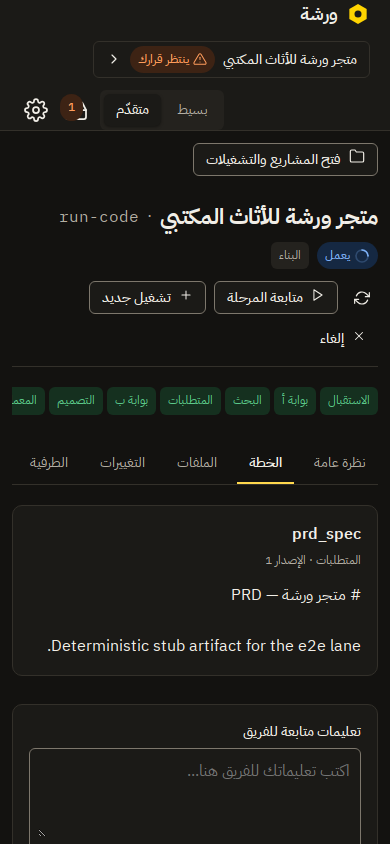 ورشة
متجر ورشة للأثاث المكتبي ينتظر قرارك
بسيط متقدّم 1
فتح المشاريع والتشغيلات
متجر ورشة للأثاث المكتبي · run-code
يعمل البناء
متابعة المرحلة + تشغيل جديد
إلغاء
الاستقبال بوابة أ البحث المتطلبات بوابة ب التصميم المعم
نظرة عامة الخطة الملفات التغييرات الطرفية
prd_spec
المتطلبات · الإصدار 1
# متجر ورشة — PRD
Deterministic stub artifact for the e2e lane.
تعليمات متابعة للفريق
اكتب تعليماتك للفريق هنا...